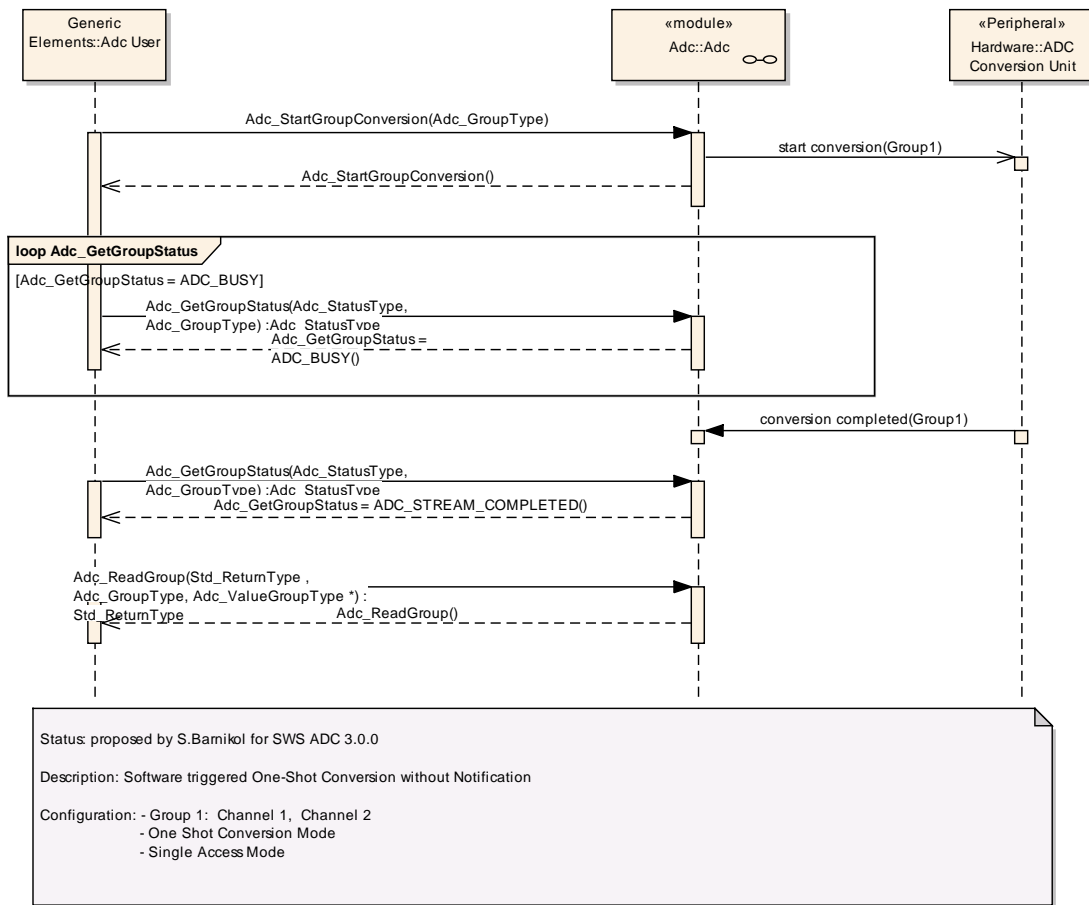 Generic
Elements::Adc User
«module»
Adc::Adc
«Peripheral»
Hardware::ADC
Conversion Unit
Adc_StartGroupConversion(Adc_GroupType)
start conversion(Group1)
Adc_StartGroupConversion()
loop Adc_GetGroupStatus
[Adc_GetGroupStatus = ADC_BUSY]
Adc_GetGroupStatus(Adc_StatusType,
Adc_GroupType) :Adc_StatusType
Adc_GetGroupStatus =
ADC_BUSY()
conversion completed(Group1)
Adc_GetGroupStatus(Adc_StatusType,
Adc_GroupType) :Adc_StatusType
Adc_GetGroupStatus = ADC_STREAM_COMPLETED()
Adc_ReadGroup(Std_ReturnType ,
Adc_GroupType, Adc_ValueGroupType *) :
Std_ReturnType
Adc_ReadGroup()
Status: proposed by S.Barnikol for SWS ADC 3.0.0
Description: Software triggered One-Shot Conversion without Notification
Configuration: - Group 1: Channel 1, Channel 2
- One Shot Conversion Mode
- Single Access Mode